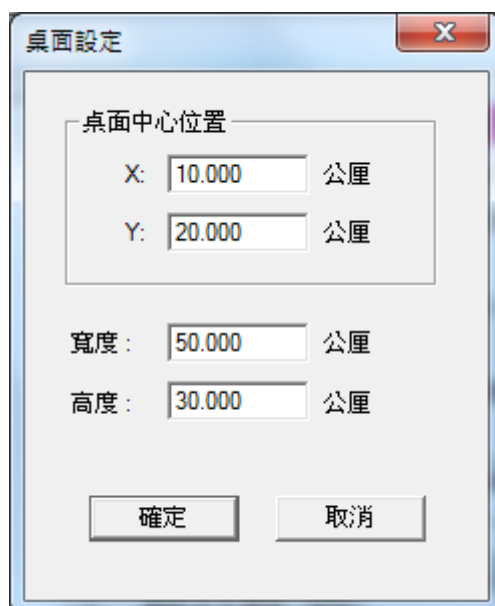 桌面設定
桌面中心位置
X: 10.000 公厘
Y: 20.000 公厘
寬度 : 50.000 公厘
高度 : 30.000 公厘
確定 取消